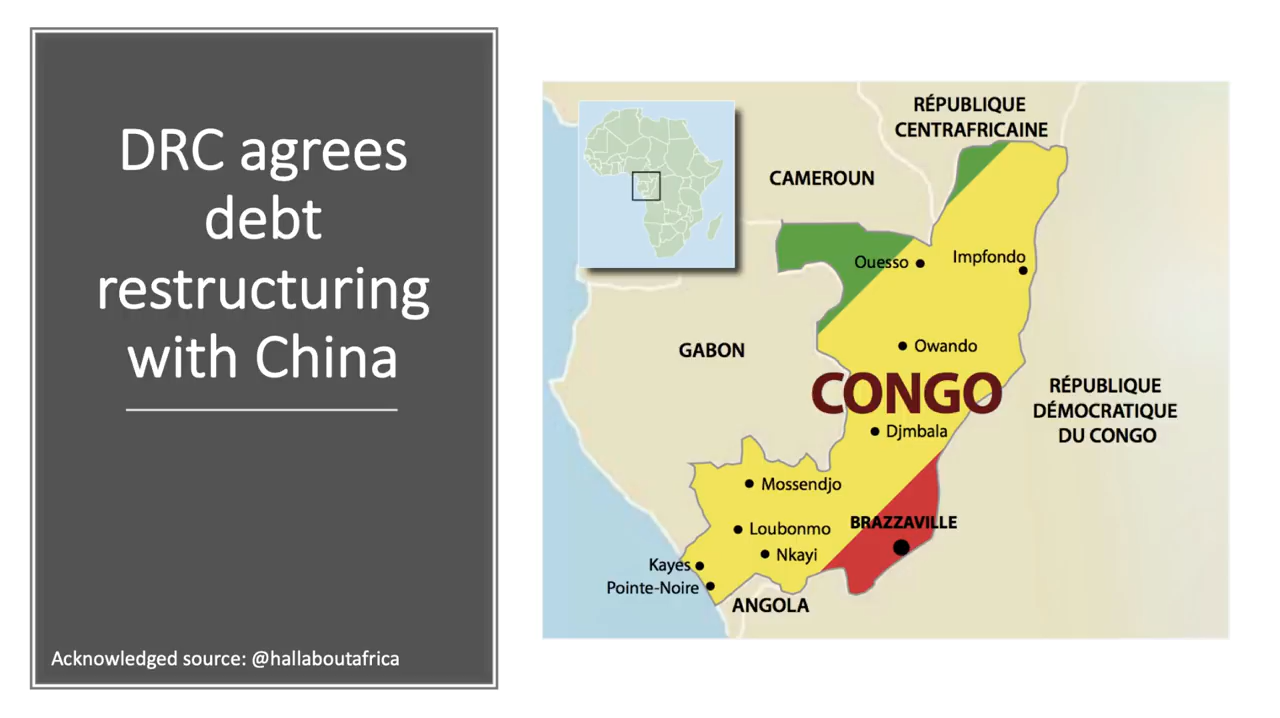 DRC agrees
debt
restructuring
with China
Acknowledged source: @hallaboutafrica
RÉPUBLIQUE
CENTRAFRICAINE
CAMEROUN
Ouesso
Impfondo
Owando
GABON
CONGO
RÉPUBLIQUE
DÉMOCRATIQUE
DU CONGO
Djmbala
Mossendjo
BRAZZAVILLE
Loubonmo
Nkayi
Kayes
Pointe-Noire
ANGOLA